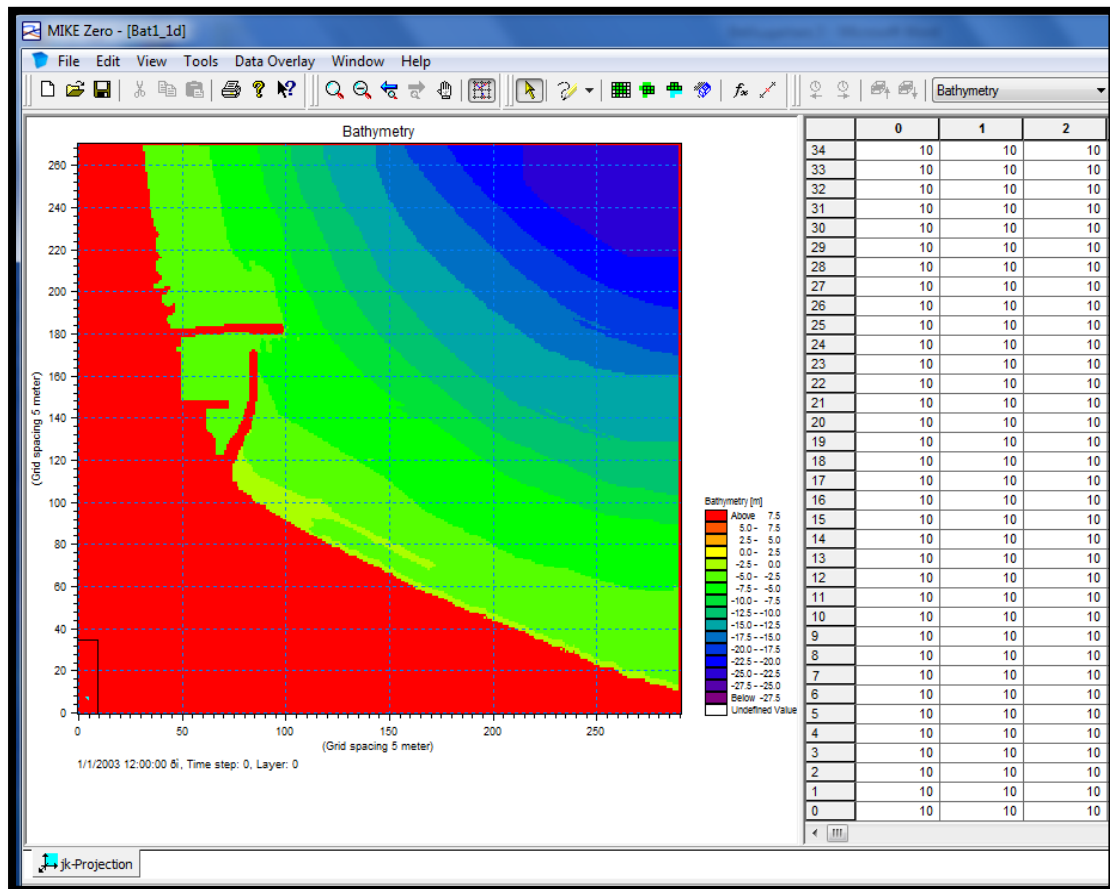 MIKE Zero - [Bat1_1d]
File Edit View Tools Data Overlay Window Help
Bathymetry
Bathymetry
260
240
220
200
180
160
140
120
100
80
60
40
20
0
(Grid spacing 5 meter)
0 50 100 150 200 250
(Grid spacing 5 meter)
1/1/2003 12:00:00 ði, Time step: 0, Layer: 0
Bathymetry [m]
Above 7.5
5.0 - 7.5
2.5 - 5.0
0.0 - 2.5
-2.5 - 0.0
-5.0 - -2.5
-7.5 - -5.0
-10.0 - -7.5
-12.5 - -10.0
-15.0 - -12.5
-17.5 - -15.0
-20.0 - -17.5
-22.5 - -20.0
-25.0 - -22.5
-27.5 - -25.0
Below -27.5
Undefined Value
0 1 2
34 10 10 10
33 10 10 10
32 10 10 10
31 10 10 10
30 10 10 10
29 10 10 10
28 10 10 10
27 10 10 10
26 10 10 10
25 10 10 10
24 10 10 10
23 10 10 10
22 10 10 10
21 10 10 10
20 10 10 10
19 10 10 10
18 10 10 10
17 10 10 10
16 10 10 10
15 10 10 10
14 10 10 10
13 10 10 10
12 10 10 10
11 10 10 10
10 10 10 10
9 10 10 10
8 10 10 10
7 10 10 10
6 10 10 10
5 10 10 10
4 10 10 10
3 10 10 10
2 10 10 10
1 10 10 10
0 10 10 10
jk-Projection